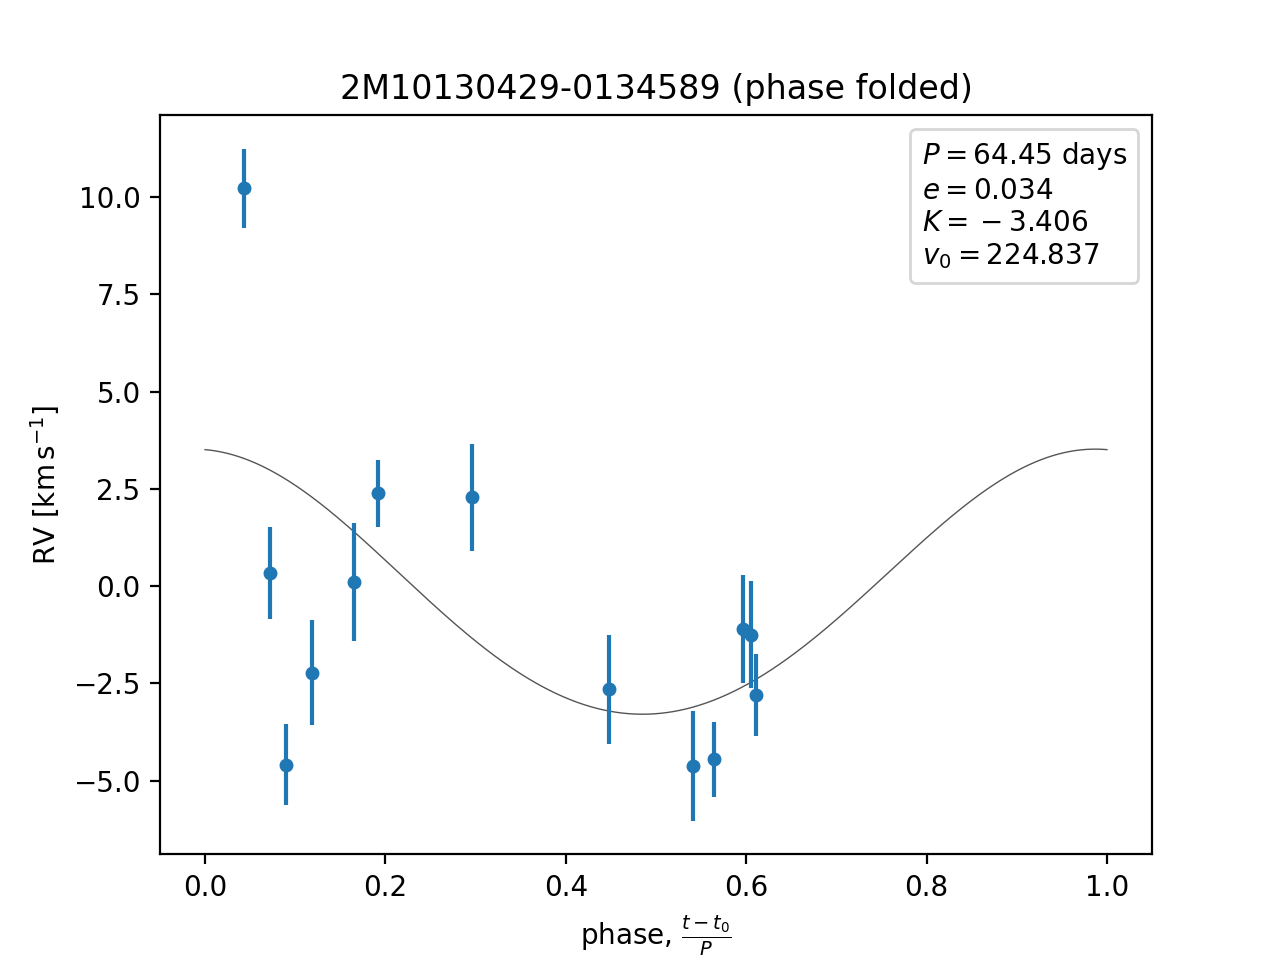 2M10130429-0134589 (phase folded)
P = 64.45 days
e = 0.034
K = −3.406
v₀ = 224.837
10.0
7.5
5.0
2.5
0.0
−2.5
−5.0
RV [km s⁻¹]
0.0 0.2 0.4 0.6 0.8 1.0
phase, (t − t₀)/P